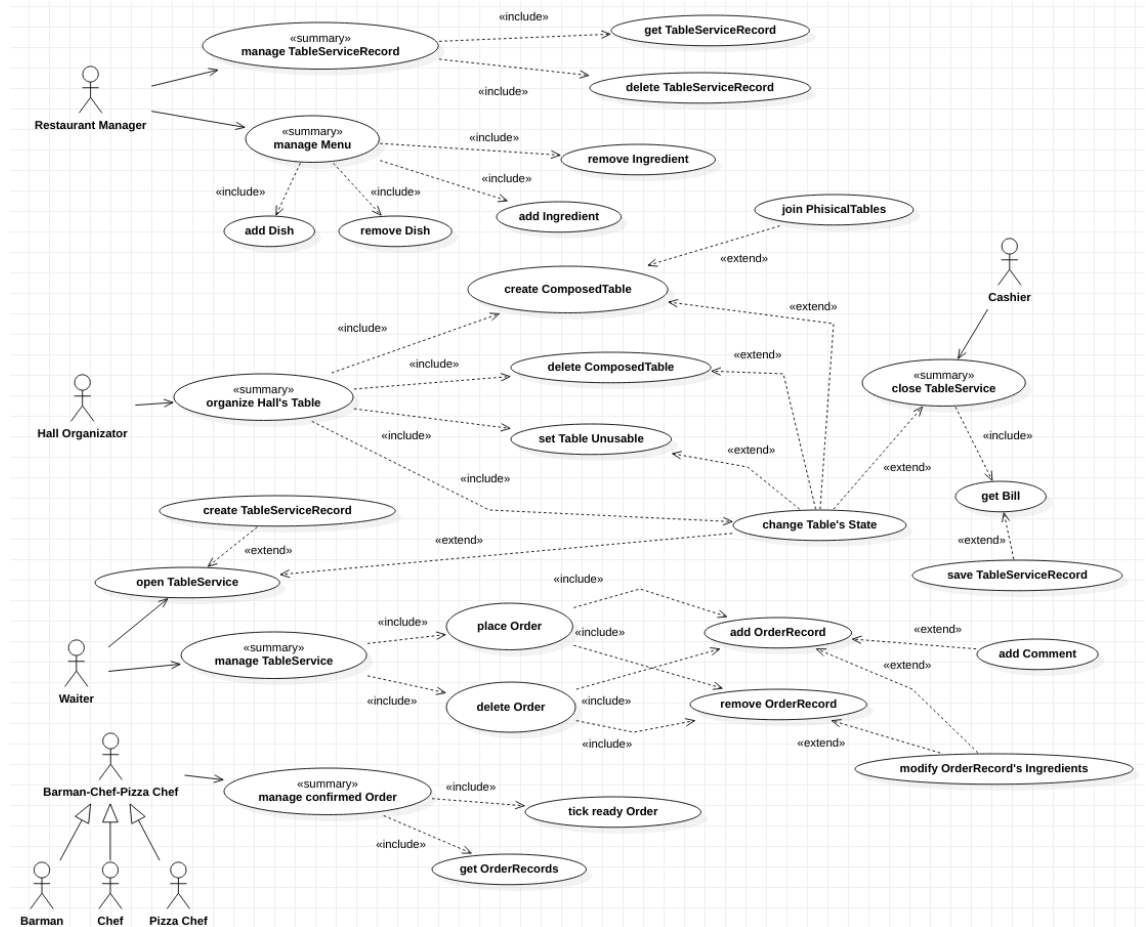 «include»
get TableServiceRecord
«summary»
manage TableServiceRecord
delete TableServiceRecord
«include»
Restaurant Manager
«summary»
manage Menu
«include»
remove Ingredient
«include»
«include»
«include»
add Ingredient
join PhisicalTables
add Dish
remove Dish
«extend»
Cashier
create ComposedTable
«extend»
«include»
«extend»
«include»
delete ComposedTable
«summary»
close TableService
«summary»
organize Hall's Table
Hall Organizator
«include»
set Table Unusable
«include»
«extend»
«extend»
«include»
get Bill
create TableServiceRecord
change Table's State
«extend»
«extend»
«extend»
open TableService
save TableServiceRecord
«include»
«include»
place Order
«include»
add OrderRecord
«extend»
add Comment
«summary»
manage TableService
«extend»
Waiter
«include»
delete Order
«include»
remove OrderRecord
«include»
«extend»
modify OrderRecord's Ingredients
Barman-Chef-Pizza Chef
«summary»
manage confirmed Order
«include»
tick ready Order
«include»
get OrderRecords
Barman
Chef
Pizza Chef